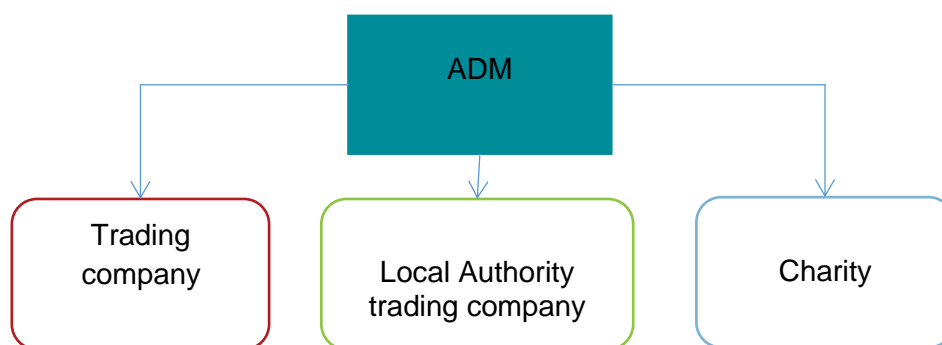 ADM
Trading
company
Local Authority
trading company
Charity